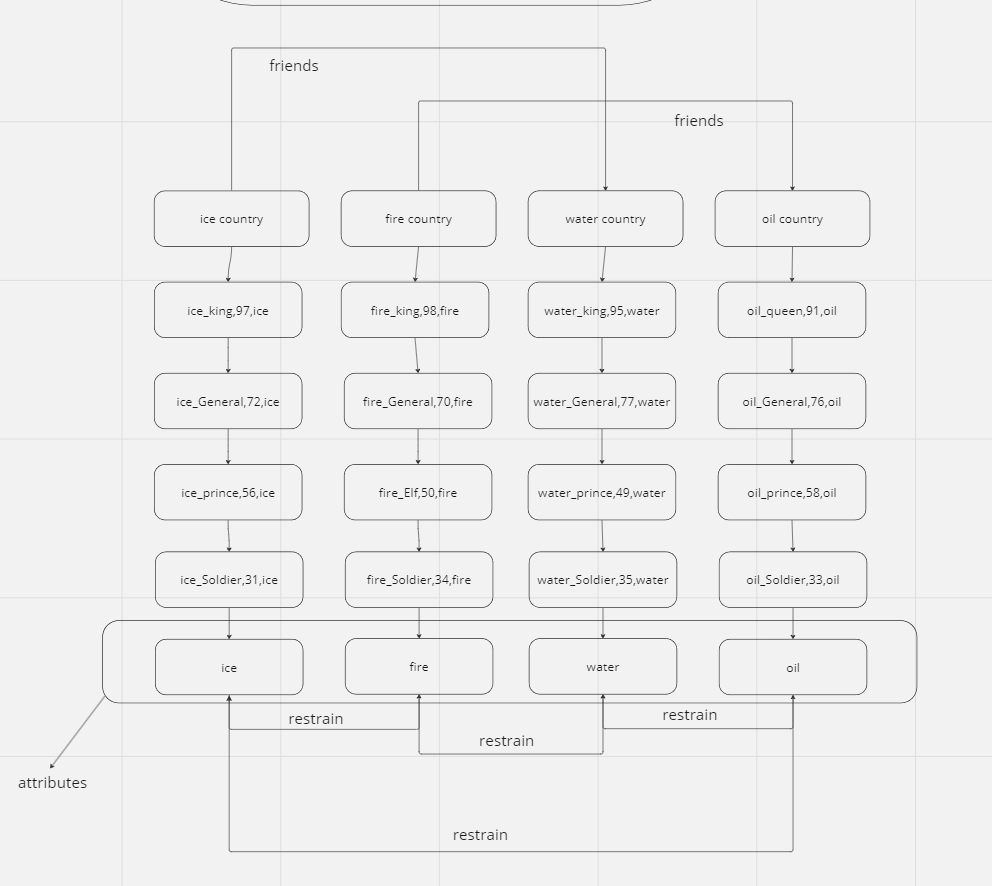 friends
friends
ice country
fire country
water country
oil country
ice_king,97,ice
fire_king,98,fire
water_king,95,water
oil_queen,91,oil
ice_General,72,ice
fire_General,70,fire
water_General,77,water
oil_General,76,oil
ice_prince,56,ice
fire_Elf,50,fire
water_prince,49,water
oil_prince,58,oil
ice_Soldier,31,ice
fire_Soldier,34,fire
water_Soldier,35,water
oil_Soldier,33,oil
ice
fire
water
oil
restrain
restrain
restrain
attributes
restrain